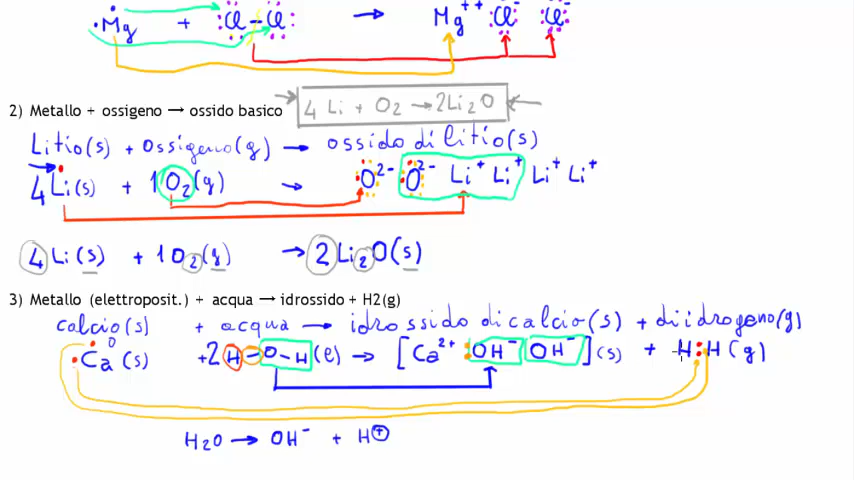 Mg + Cl – Cl → Mg⁺⁺ Cl⁻ Cl⁻
2) Metallo + ossigeno → ossido basico
4 Li + O₂ → 2Li₂O
Litio(s) + Ossigeno(g) → ossido di litio(s)
4Li(s) + 1O₂(g) → O²⁻ O²⁻ Li⁺ Li⁺ Li⁺ Li⁺
4Li(s) + 1O₂(g) → 2Li₂O(s)
3) Metallo (elettroposit.) + acqua → idrossido + H2(g)
calcio(s) + acqua → idrossido di calcio(s) + diidrogeno(g)
Ca⁰(s) + 2 H–O–H(l) → [Ca²⁺ OH⁻ OH⁻](s) + H:H(g)
H₂O → OH⁻ + H⁺